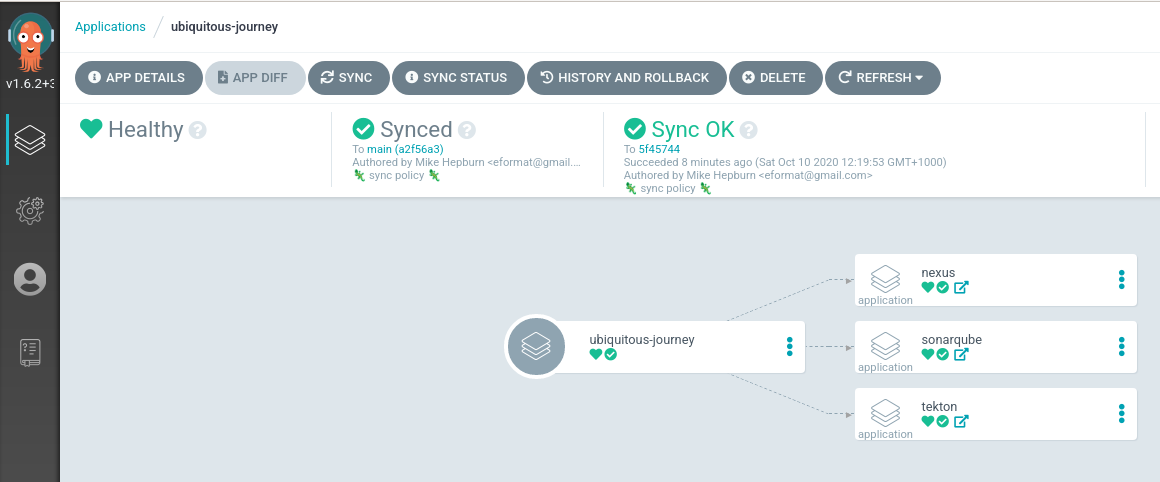 Applications / ubiquitous-journey
v1.6.2+3
APP DETAILS APP DIFF SYNC SYNC STATUS HISTORY AND ROLLBACK DELETE REFRESH
Healthy ?
Synced ?
To main (a2f56a3)
Authored by Mike Hepburn <eformat@gmail....
sync policy
Sync OK ?
To 5f45744
Succeeded 8 minutes ago (Sat Oct 10 2020 12:19:53 GMT+1000)
Authored by Mike Hepburn <eformat@gmail.com>
sync policy
ubiquitous-journey
nexus
application
sonarqube
application
tekton
application